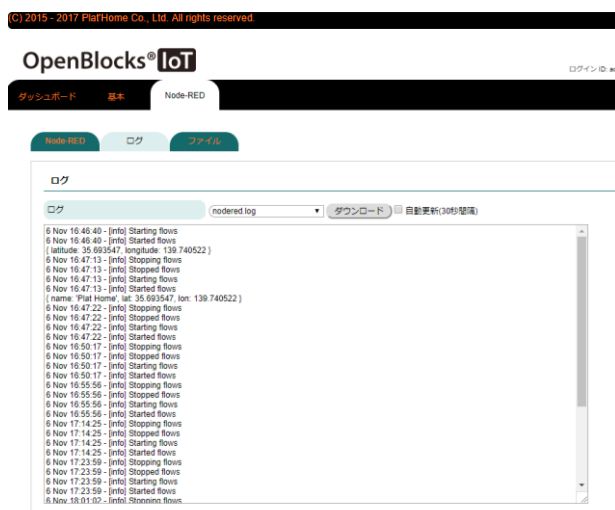 (C) 2015 - 2017 Plat'Home Co., Ltd. All rights reserved.
OpenBlocks® IoT
ログイン ID: a
ダッシュボード 基本 Node-RED
Node-RED ログ ファイル
ログ
ログ nodered.log ダウンロード 自動更新(30秒間隔)
6 Nov 16:46:40 - [info] Starting flows
6 Nov 16:46:40 - [info] Started flows
{ latitude: 35.693547, longitude: 139.740522 }
6 Nov 16:47:13 - [info] Stopping flows
6 Nov 16:47:13 - [info] Stopped flows
6 Nov 16:47:13 - [info] Starting flows
6 Nov 16:47:13 - [info] Started flows
{ name: 'Plat Home', lat: 35.693547, lon: 139.740522 }
6 Nov 16:47:22 - [info] Stopping flows
6 Nov 16:47:22 - [info] Stopped flows
6 Nov 16:47:22 - [info] Starting flows
6 Nov 16:47:22 - [info] Started flows
6 Nov 16:50:17 - [info] Stopping flows
6 Nov 16:50:17 - [info] Stopped flows
6 Nov 16:50:17 - [info] Starting flows
6 Nov 16:50:17 - [info] Started flows
6 Nov 16:55:56 - [info] Stopping flows
6 Nov 16:55:56 - [info] Stopped flows
6 Nov 16:55:56 - [info] Starting flows
6 Nov 16:55:56 - [info] Started flows
6 Nov 17:14:25 - [info] Stopping flows
6 Nov 17:14:25 - [info] Stopped flows
6 Nov 17:14:25 - [info] Starting flows
6 Nov 17:14:25 - [info] Started flows
6 Nov 17:23:59 - [info] Stopping flows
6 Nov 17:23:59 - [info] Stopped flows
6 Nov 17:23:59 - [info] Starting flows
6 Nov 17:23:59 - [info] Started flows
6 Nov 18:01:02 - [info] Stopping flows